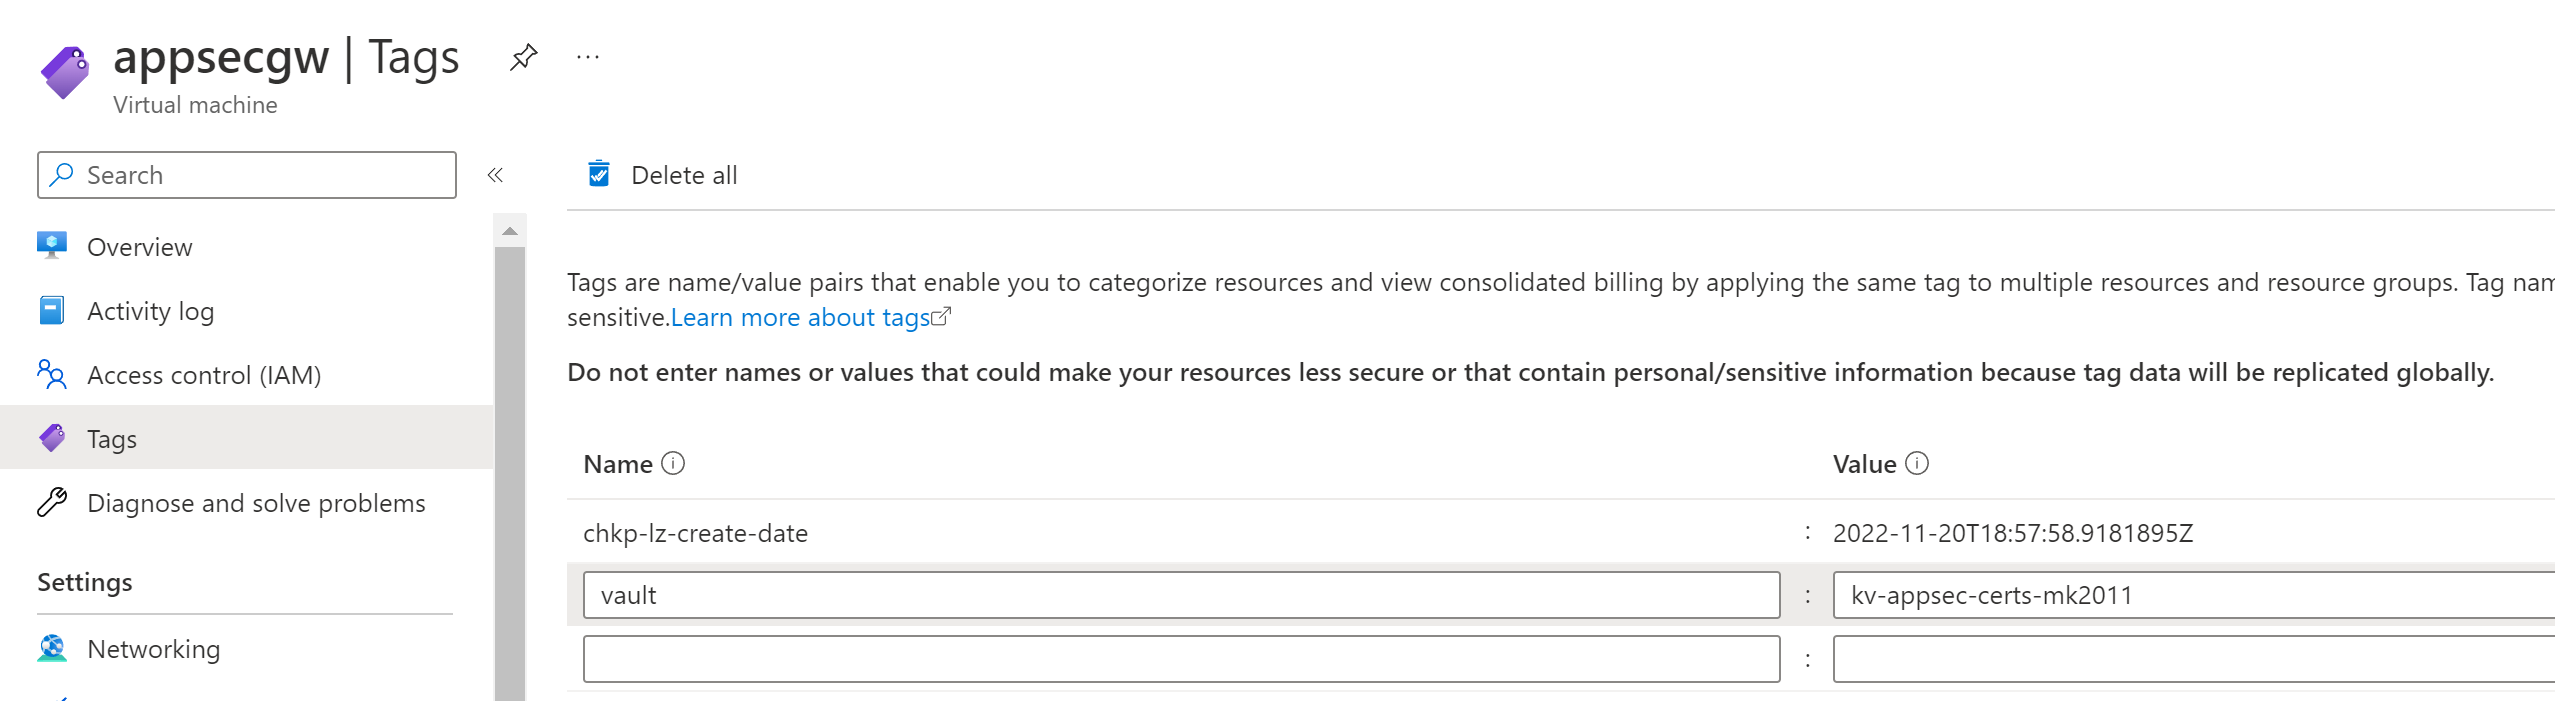 appsecgw | Tags
...
Virtual machine
Search
«
Overview
Activity log
Access control (IAM)
Tags
Diagnose and solve problems
Settings
Networking
Delete all
Tags are name/value pairs that enable you to categorize resources and view consolidated billing by applying the same tag to multiple resources and resource groups. Tag
sensitive.Learn more about tags
Do not enter names or values that could make your resources less secure or that contain personal/sensitive information because tag data will be replicated globally.
Name Value
chkp-lz-create-date : 2022-11-20T18:57:58.9181895Z
vault : kv-appsec-certs-mk2011
: